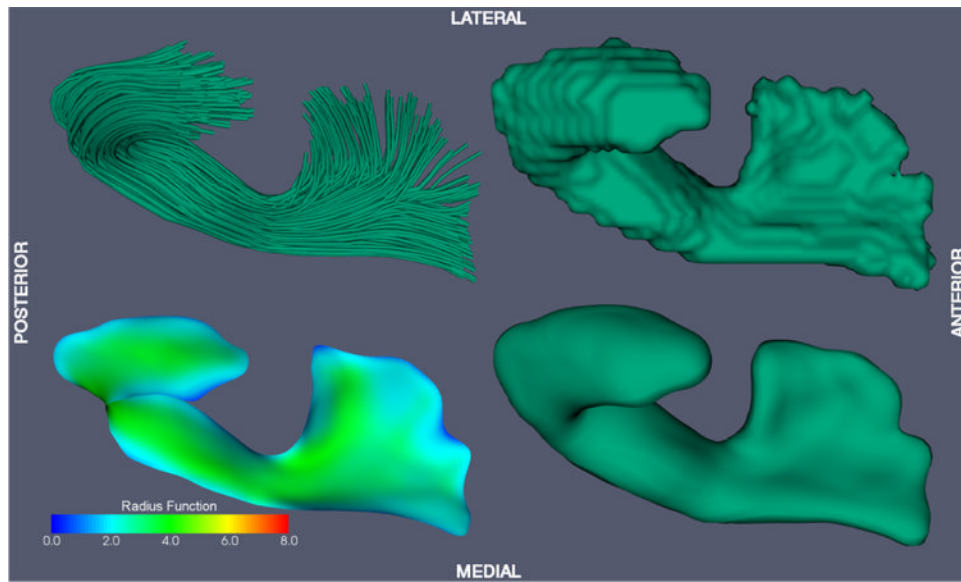 LATERAL
POSTERIOR
ANTERIOR
Radius Function
0.0 2.0 4.0 6.0 8.0
MEDIAL